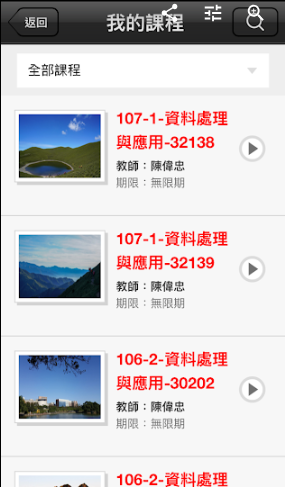 返回
我的課程
全部課程
107-1-資料處理
與應用-32138
教師：陳偉忠
期限：無限期
107-1-資料處理
與應用-32139
教師：陳偉忠
期限：無限期
106-2-資料處理
與應用-30202
教師：陳偉忠
期限：無限期
106-2-資料處理